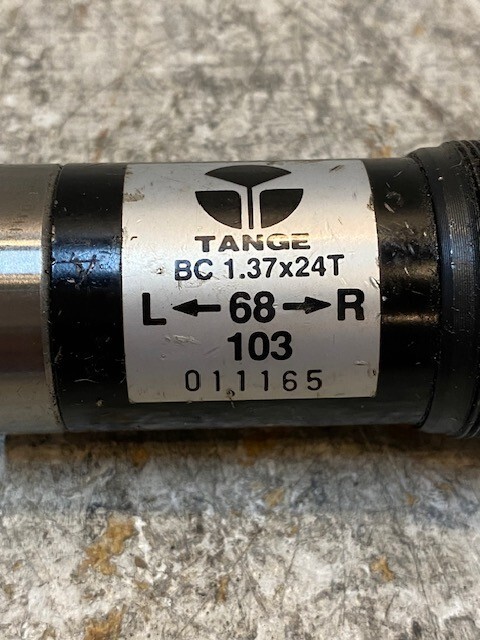 TANGE
BC 1.37x24T
L ← 68 → R
103
011165